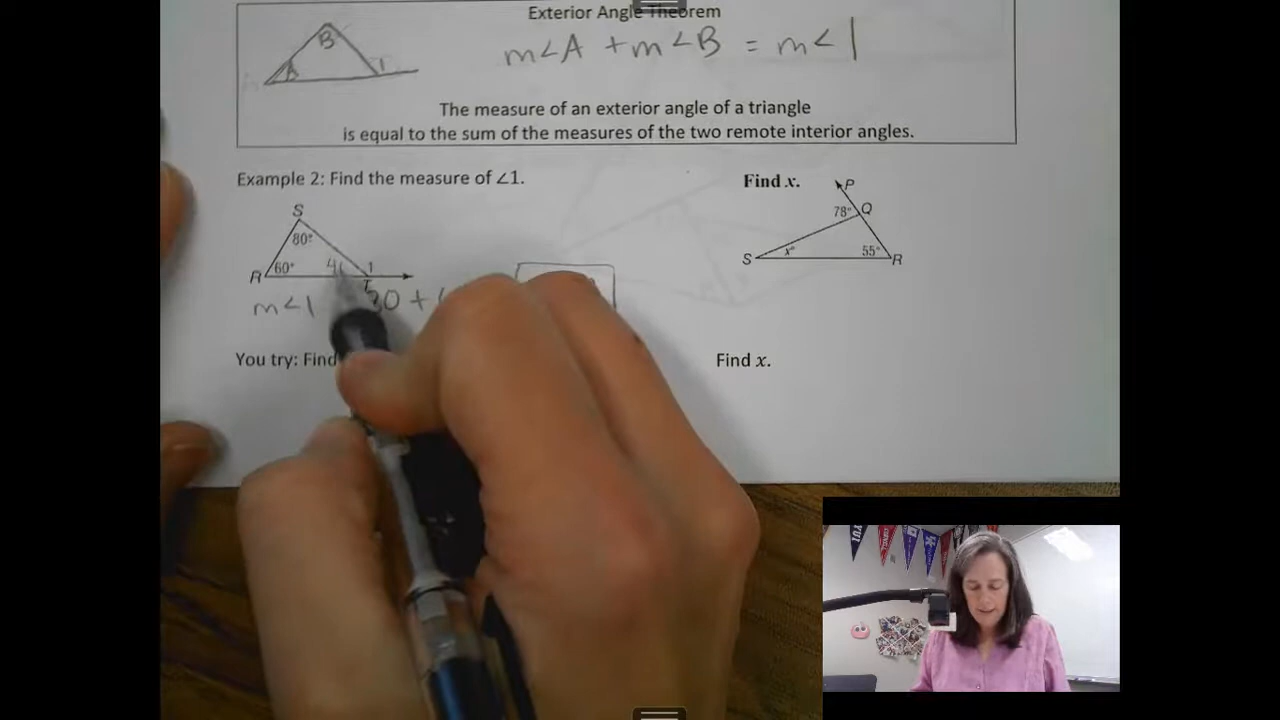 Exterior Angle Theorem
B
A
1
m∠A + m∠B = m∠1
The measure of an exterior angle of a triangle
is equal to the sum of the measures of the two remote interior angles.
Example 2: Find the measure of ∠1.
S
80°
R
60°
1
T
m∠1
80 +
Find x.
P
78°
Q
S
x°
55°
R
You try: Find
Find x.